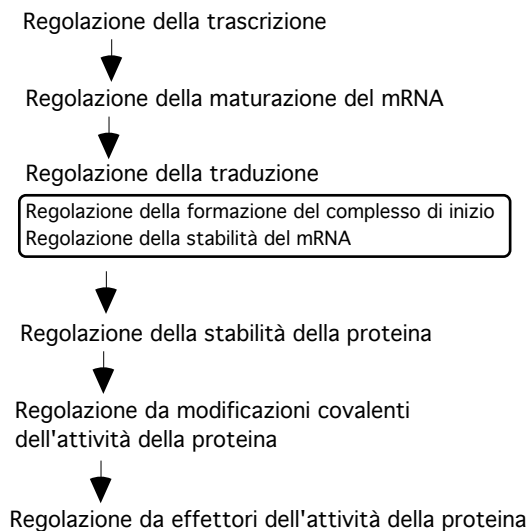 Regolazione della trascrizione
Regolazione della maturazione del mRNA
Regolazione della traduzione
Regolazione della formazione del complesso di inizio
Regolazione della stabilità del mRNA
Regolazione della stabilità della proteina
Regolazione da modificazioni covalenti
dell'attività della proteina
Regolazione da effettori dell'attività della proteina